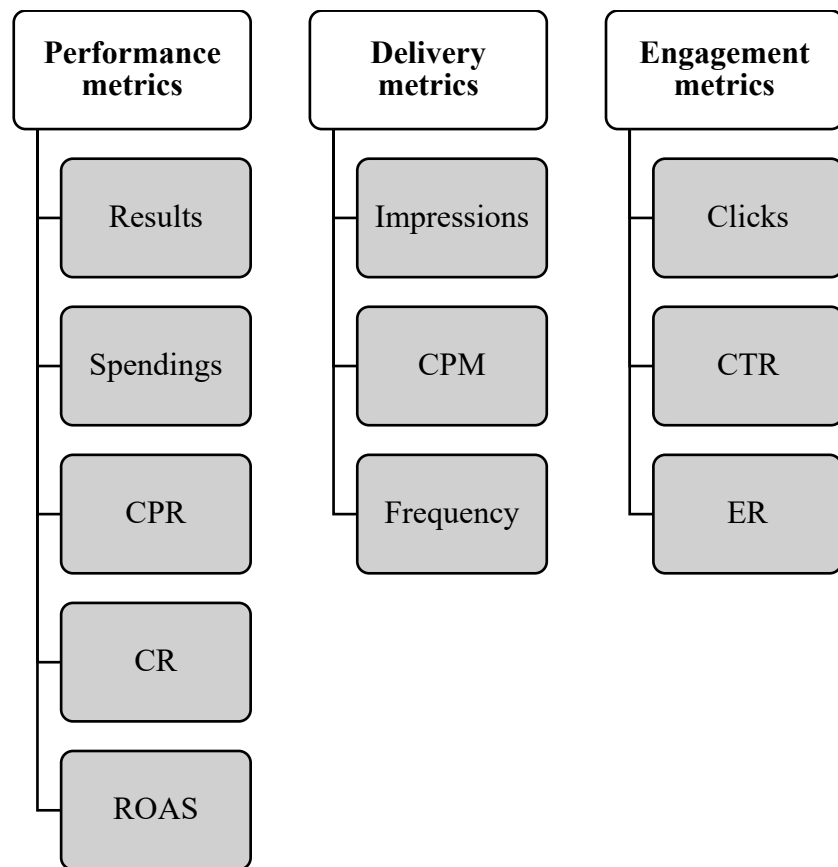 Performance
metrics
Results
Spendings
CPR
CR
ROAS
Delivery
metrics
Impressions
CPM
Frequency
Engagement
metrics
Clicks
CTR
ER